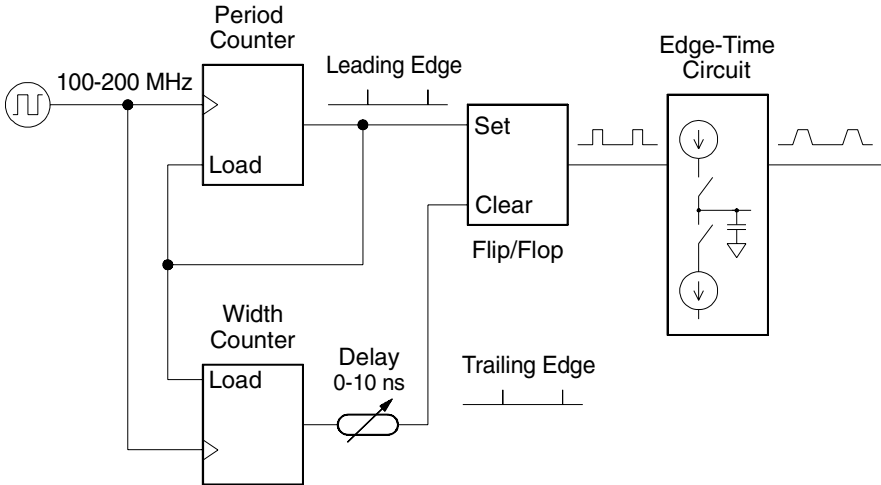 Period
Counter
100-200 MHz
Load
Leading Edge
Set
Clear
Flip/Flop
Edge-Time
Circuit
Width
Counter
Load
Delay
0-10 ns
Trailing Edge